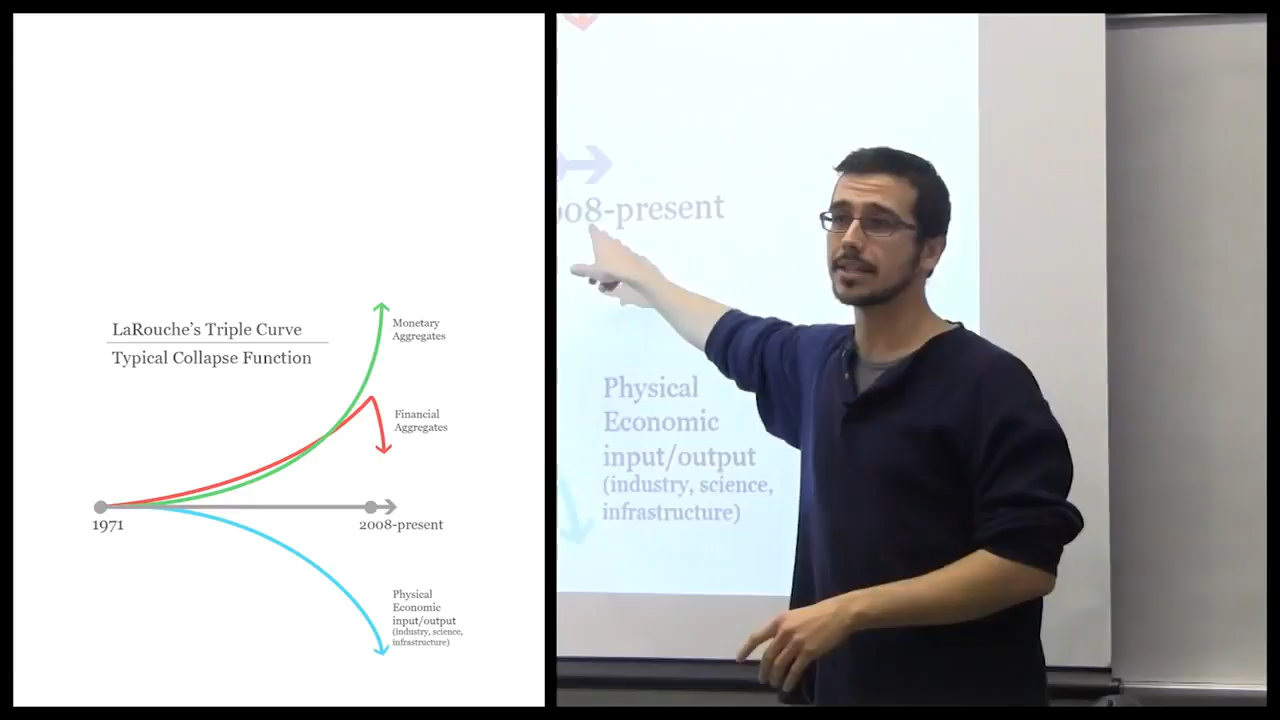 LaRouche's Triple Curve
Typical Collapse Function
Monetary
Aggregates
Financial
Aggregates
1971
2008-present
Physical
Economic
input/output
(industry, science,
infrastructure)
008-present
Physical
Economic
input/output
(industry, science,
infrastructure)